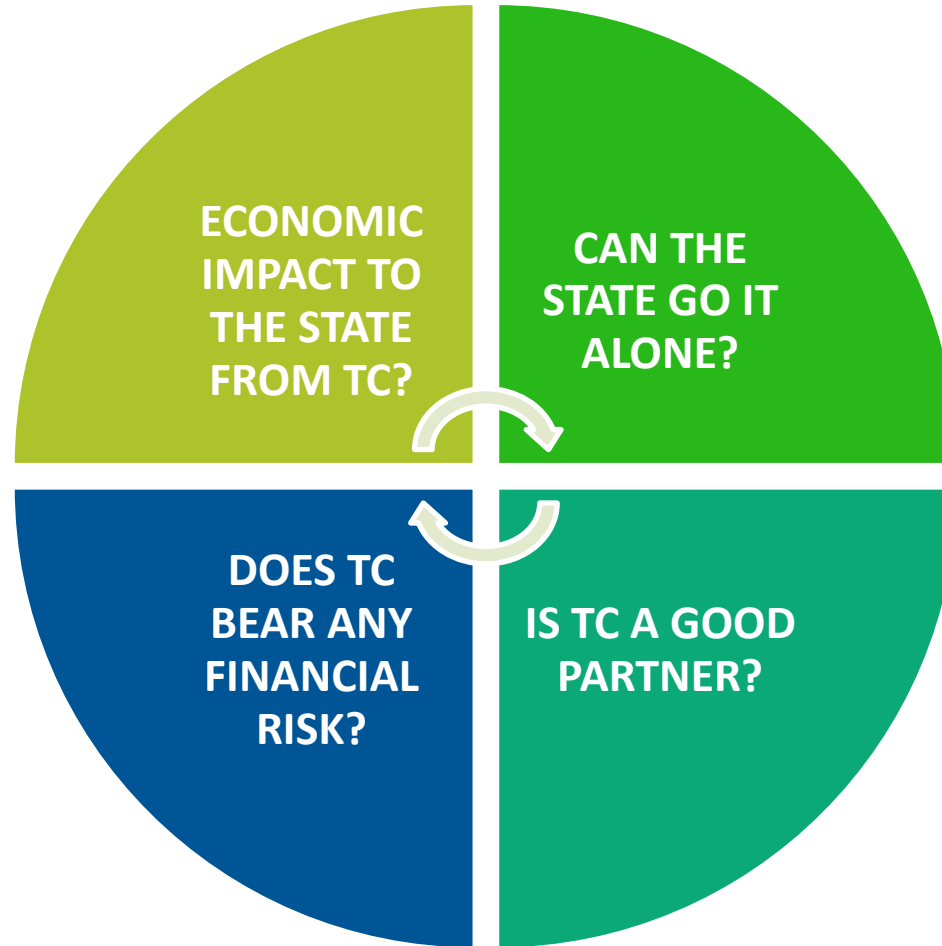 ECONOMIC
IMPACT TO
THE STATE
FROM TC?
CAN THE
STATE GO IT
ALONE?
DOES TC
BEAR ANY
FINANCIAL
RISK?
IS TC A GOOD
PARTNER?